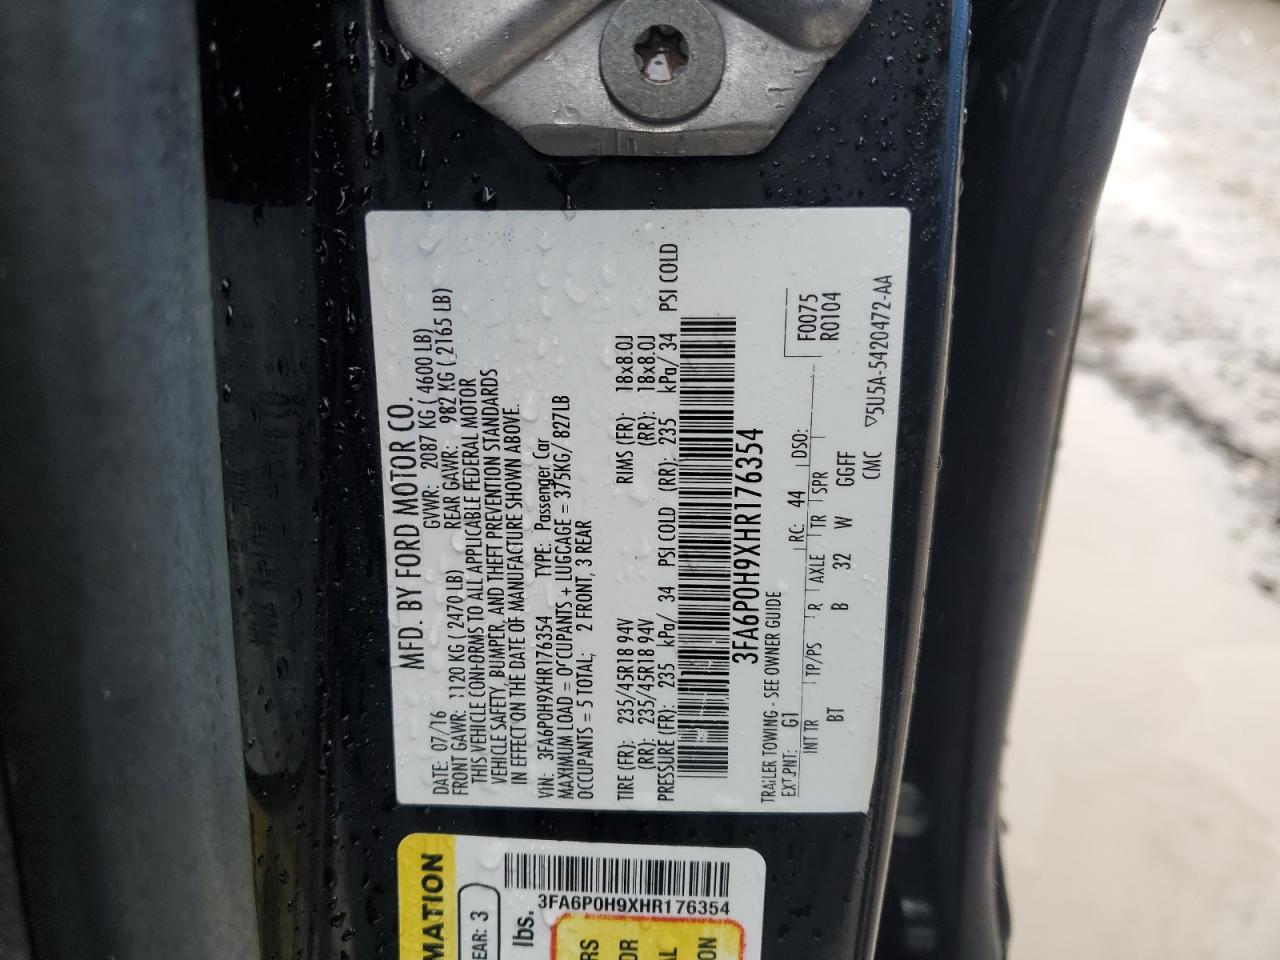 MFD. BY FORD MOTOR CO.
DATE: 07/16 GVWR: 2087 KG ( 4600 LB)
FRONT GAWR: 1120 KG ( 2470 LB) REAR GAWR: 982 KG ( 2165 LB)
THIS VEHICLE CONFORMS TO ALL APPLICABLE FEDERAL MOTOR
VEHICLE SAFETY, BUMPER, AND THEFT PREVENTION STANDARDS
IN EFFECT ON THE DATE OF MANUFACTURE SHOWN ABOVE.
VIN: 3FA6P0H9XHR176354 TYPE: Passenger Car
MAXIMUM LOAD = OCCUPANTS + LUGGAGE = 375KG/ 827LB
OCCUPANTS = 5 TOTAL; 2 FRONT, 3 REAR
TIRE (FR): 235/45R18 94V RIMS (FR): 18x8.0J
(RR): 235/45R18 94V (RR): 18x8.0J
PRESSURE (FR): 235 kPa/ 34 PSI COLD (RR): 235 kPa/ 34 PSI COLD
3FA6P0H9XHR176354
TRAILER TOWING - SEE OWNER GUIDE
EXT PNT: G1 RC: 44 DSO: F0075
R0104
INT TR TP/PS R AXLE TR SPR
BT B 32 W GGFF
CMC ▽5U5A-5420472-AA
MATION
EAR: 3
lbs.
3FA6P0H9XHR176354
RS
OR
AL
ON